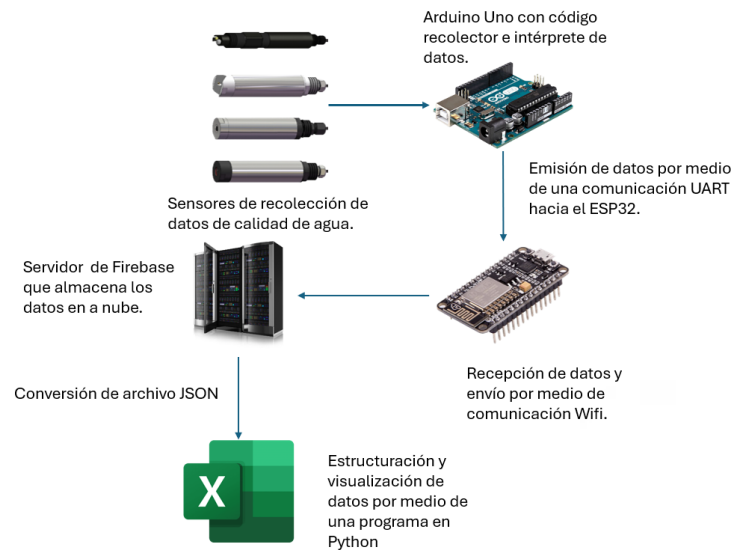 Arduino Uno con código
recolector e intérprete de
datos.
Emisión de datos por medio
de una comunicación UART
hacia el ESP32.
Sensores de recolección de
datos de calidad de agua.
Servidor de Firebase
que almacena los
datos en a nube.
Recepción de datos y
envío por medio de
comunicación Wifi.
Conversión de archivo JSON
X
Estructuración y
visualización de
datos por medio de
una programa en
Python